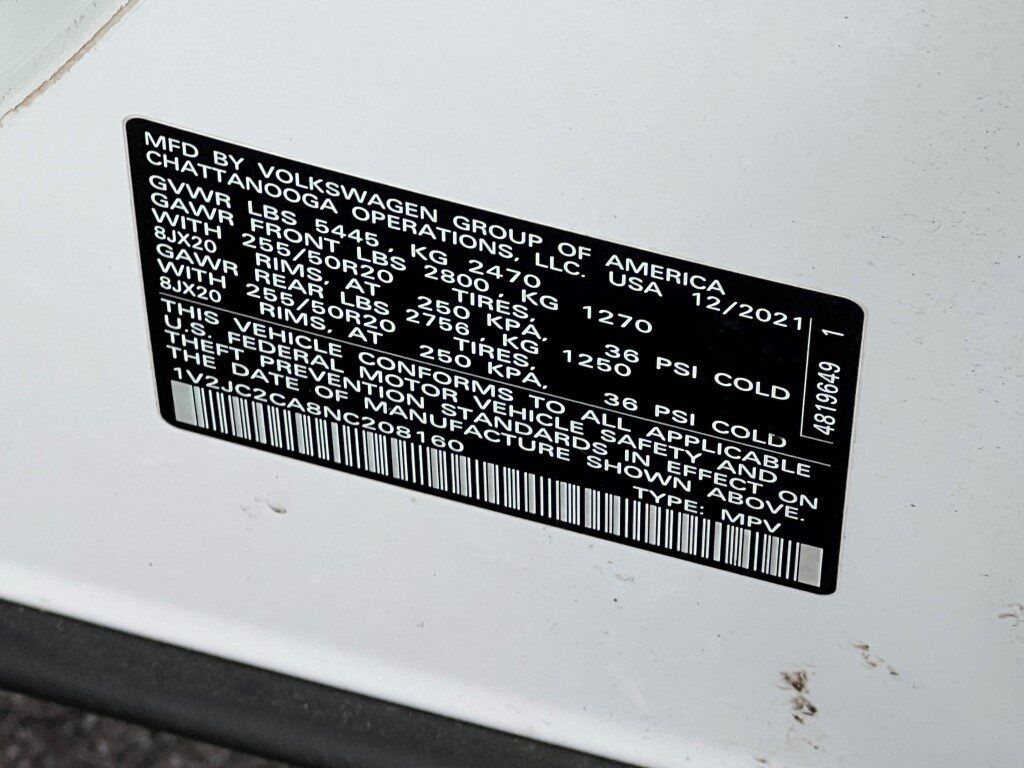 MFD BY VOLKSWAGEN GROUP OF AMERICA
CHATTANOOGA OPERATIONS, LLC. USA 12/2021
GVWR LBS 5445, KG 2470
GAWR FRONT LBS 2800, KG 1270
WITH 255/50R20 TIRES,
8JX20 RIMS, AT 250 KPA, 36 PSI COLD
GAWR REAR LBS 2756, KG 1250
WITH 255/50R20 TIRES,
8JX20 RIMS, AT 250 KPA, 36 PSI COLD
THIS VEHICLE CONFORMS TO ALL APPLICABLE
U.S. FEDERAL MOTOR VEHICLE SAFETY AND
THEFT PREVENTION STANDARDS IN EFFECT ON
THE DATE OF MANUFACTURE SHOWN ABOVE.
1V2JC2CA8NC208160 TYPE: MPV
4819649 1